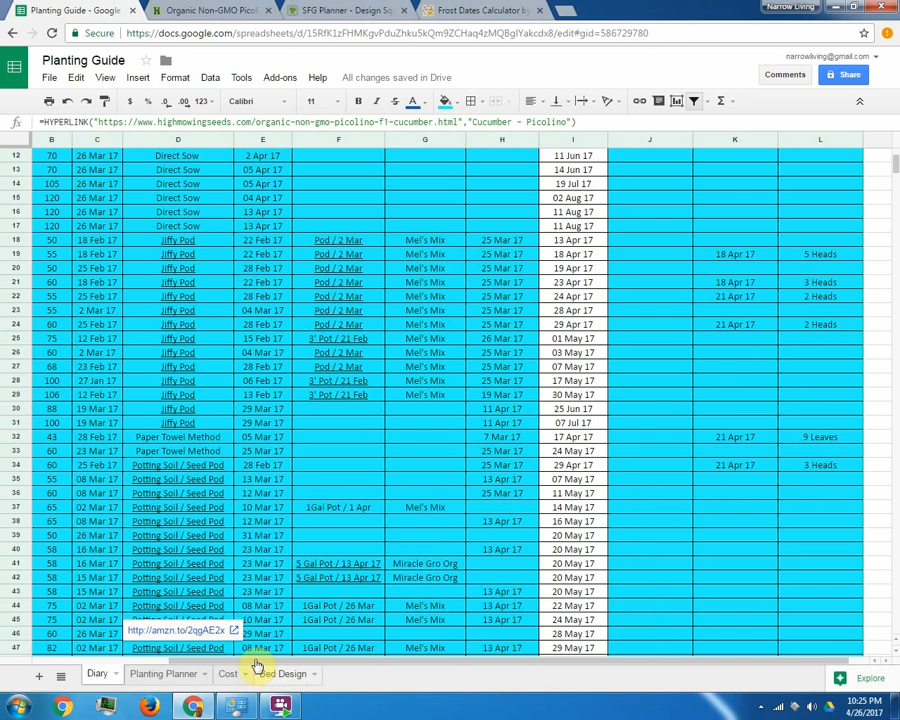 Planting Guide - Google
Organic Non-GMO Picoli
SFG Planner - Design Sq
Frost Dates Calculator by
Narrow Living
Secure
https://docs.google.com/spreadsheets/d/15RfK1zFHMKgvPduZhku5kQm9ZCHaq4zMQBgIYakcdx8/edit#gid=586729780
narrowliving@gmail.com
Planting Guide
File Edit View Insert Format Data Tools Add-ons Help All changes saved in Drive
Comments
Share
$ % .0 .00 123 Calibri 11 B I S A
fx =HYPERLINK("https://www.highmowingseeds.com/organic-non-gmo-picolino-f1-cucumber.html","Cucumber - Picolino")
B C D E F G H I J K L
12 70 26 Mar 17 Direct Sow 2 Apr 17 11 Jun 17
13 70 26 Mar 17 Direct Sow 05 Apr 17 14 Jun 17
14 105 26 Mar 17 Direct Sow 05 Apr 17 19 Jul 17
15 120 26 Mar 17 Direct Sow 04 Apr 17 02 Aug 17
16 120 26 Mar 17 Direct Sow 13 Apr 17 11 Aug 17
17 120 26 Mar 17 Direct Sow 13 Apr 17 11 Aug 17
18 50 18 Feb 17 Jiffy Pod 22 Feb 17 Pod / 2 Mar Mel's Mix 25 Mar 17 13 Apr 17
19 55 18 Feb 17 Jiffy Pod 22 Feb 17 Pod / 2 Mar Mel's Mix 25 Mar 17 18 Apr 17 18 Apr 17 5 Heads
20 50 25 Feb 17 Jiffy Pod 28 Feb 17 Pod / 2 Mar Mel's Mix 25 Mar 17 19 Apr 17
21 60 18 Feb 17 Jiffy Pod 22 Feb 17 Pod / 2 Mar Mel's Mix 25 Mar 17 23 Apr 17 18 Apr 17 3 Heads
22 55 25 Feb 17 Jiffy Pod 28 Feb 17 Pod / 2 Mar Mel's Mix 25 Mar 17 24 Apr 17 21 Apr 17 2 Heads
23 55 2 Mar 17 Jiffy Pod 04 Mar 17 Pod / 2 Mar Mel's Mix 25 Mar 17 28 Apr 17
24 60 25 Feb 17 Jiffy Pod 28 Feb 17 Pod / 2 Mar Mel's Mix 25 Mar 17 29 Apr 17 21 Apr 17 2 Heads
25 75 12 Feb 17 Jiffy Pod 15 Feb 17 3' Pot / 21 Feb Mel's Mix 26 Mar 17 01 May 17
26 60 2 Mar 17 Jiffy Pod 04 Mar 17 Pod / 2 Mar Mel's Mix 25 Mar 17 03 May 17
27 68 23 Feb 17 Jiffy Pod 28 Feb 17 Pod / 2 Mar Mel's Mix 25 Mar 17 07 May 17
28 100 27 Jan 17 Jiffy Pod 06 Feb 17 3' Pot / 21 Feb Mel's Mix 25 Mar 17 17 May 17
29 106 12 Feb 17 Jiffy Pod 13 Feb 17 3' Pot / 21 Feb Mel's Mix 19 Mar 17 30 May 17
30 88 19 Mar 17 Jiffy Pod 29 Mar 17 11 Apr 17 25 Jun 17
31 100 19 Mar 17 Jiffy Pod 29 Mar 17 11 Apr 17 07 Jul 17
32 43 28 Feb 17 Paper Towel Method 05 Mar 17 7 Mar 17 17 Apr 17 21 Apr 17 9 Leaves
33 60 23 Mar 17 Paper Towel Method 25 Mar 17 24 May 17
34 60 25 Feb 17 Potting Soil / Seed Pod 28 Feb 17 25 Mar 17 29 Apr 17 21 Apr 17 3 Heads
35 55 08 Mar 17 Potting Soil / Seed Pod 13 Mar 17 13 Apr 17 07 May 17
36 60 08 Mar 17 Potting Soil / Seed Pod 12 Mar 17 25 Mar 17 11 May 17
37 65 02 Mar 17 Potting Soil / Seed Pod 10 Mar 17 1Gal Pot / 1 Apr Mel's Mix 14 May 17
38 65 08 Mar 17 Potting Soil / Seed Pod 12 Mar 17 13 Apr 17 16 May 17
39 50 26 Mar 17 Potting Soil / Seed Pod 31 Mar 17 20 May 17
40 58 16 Mar 17 Potting Soil / Seed Pod 23 Mar 17 13 Apr 17 20 May 17
41 58 16 Mar 17 Potting Soil / Seed Pod 23 Mar 17 5 Gal Pot / 13 Apr 17 Miracle Gro Org 20 May 17
42 58 15 Mar 17 Potting Soil / Seed Pod 23 Mar 17 5 Gal Pot / 13 Apr 17 Miracle Gro Org 20 May 17
43 58 15 Mar 17 Potting Soil / Seed Pod 23 Mar 17 13 Apr 17 20 May 17
44 75 02 Mar 17 Potting Soil / Seed Pod 08 Mar 17 1Gal Pot / 26 Mar Mel's Mix 13 Apr 17 22 May 17
45 75 02 Mar 17 10 Mar 17 1Gal Pot / 26 Mar Mel's Mix 13 Apr 17 24 May 17
http://amzn.to/2qgAE2x
46 60 26 Mar 17 29 Mar 17 28 May 17
47 82 02 Mar 17 Potting Soil / Seed Pod 08 Mar 17 1Gal Pot / 26 Mar Mel's Mix 13 Apr 17 29 May 17
Diary Planting Planner Cost Bed Design
Explore
10:25 PM
4/26/2017